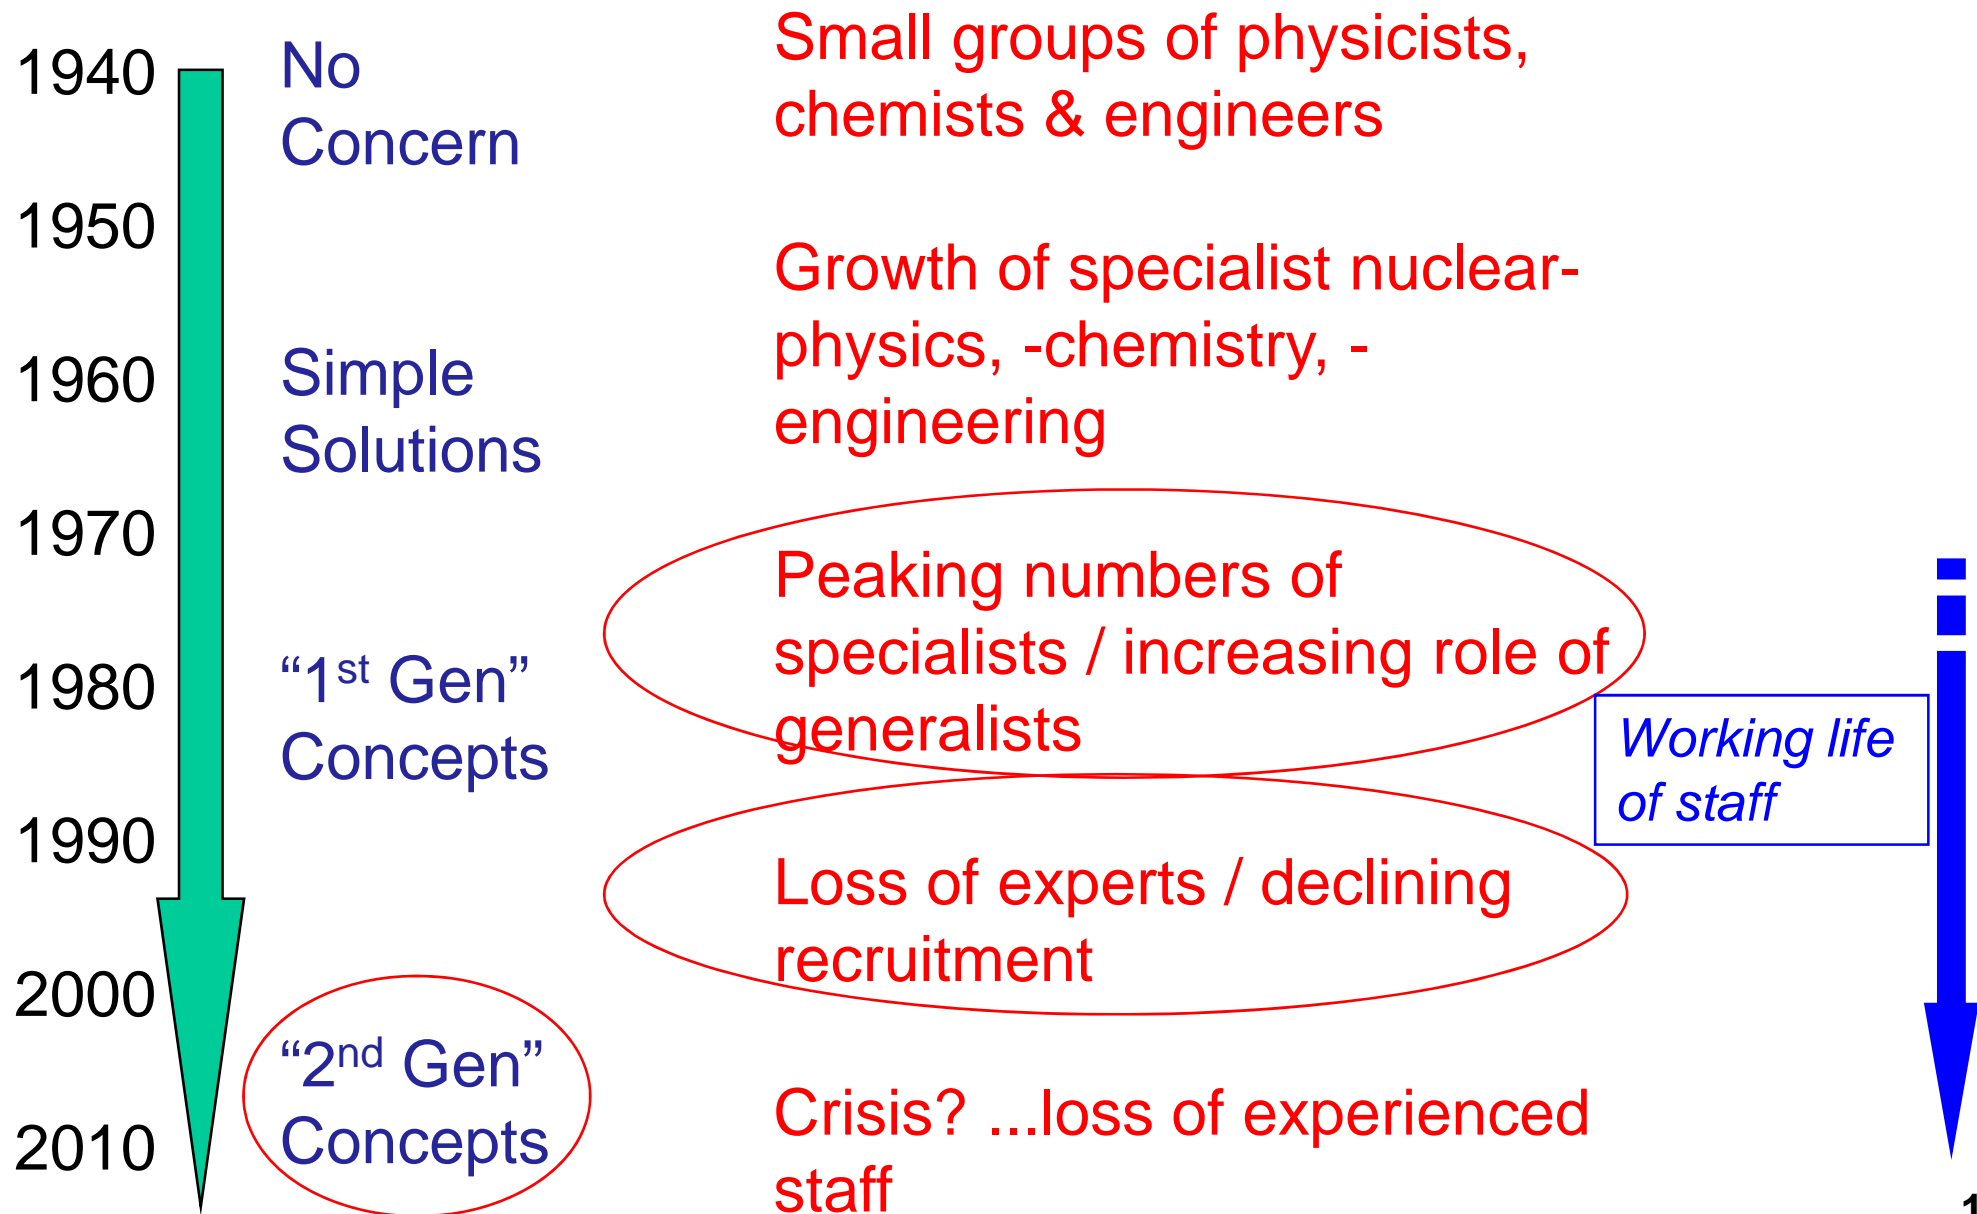 1940
1950
1960
1970
1980
1990
2000
2010
No
Concern
Simple
Solutions
“1st Gen”
Concepts
“2nd Gen”
Concepts
Small groups of physicists,
chemists & engineers
Growth of specialist nuclear-
physics, -chemistry, -
engineering
Peaking numbers of
specialists / increasing role of
generalists
Loss of experts / declining
recruitment
Crisis? ...loss of experienced
staff
Working life
of staff